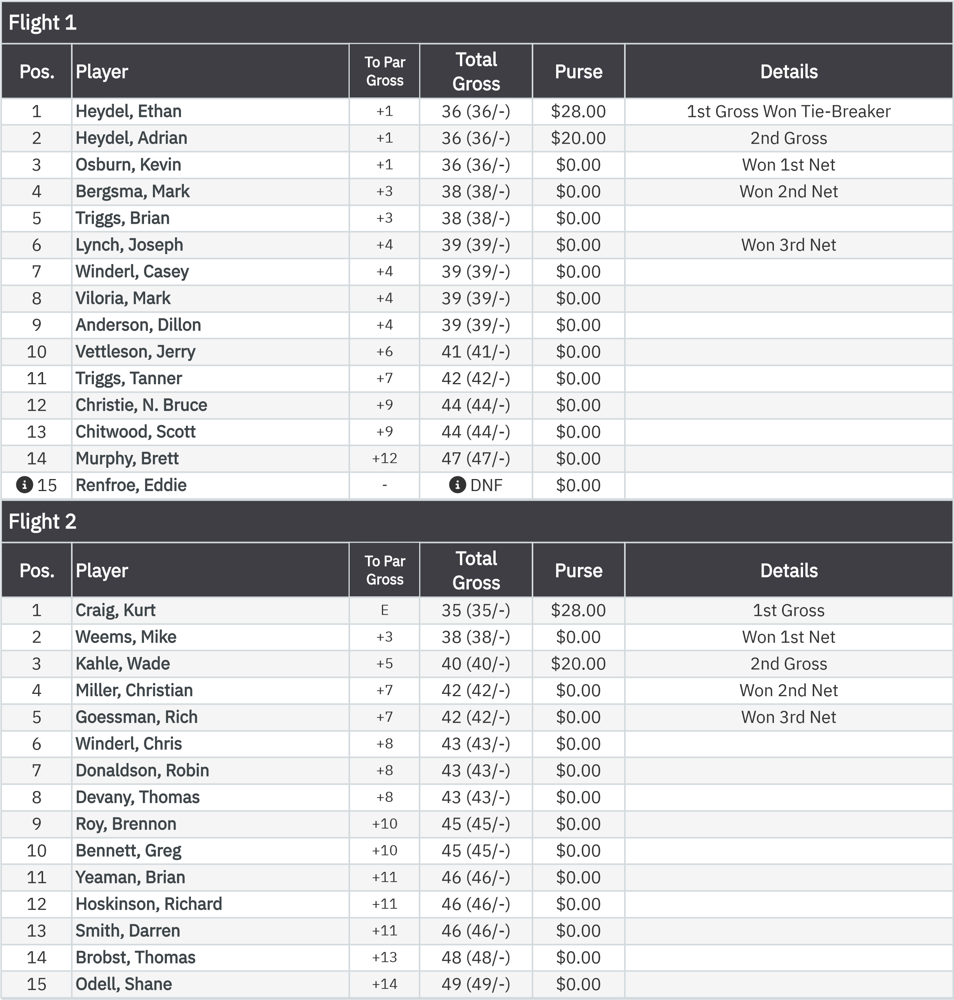 Flight 1
Pos. Player To Par Gross Total Gross Purse Details
1 Heydel, Ethan +1 36 (36/-) $28.00 1st Gross Won Tie-Breaker
2 Heydel, Adrian +1 36 (36/-) $20.00 2nd Gross
3 Osburn, Kevin +1 36 (36/-) $0.00 Won 1st Net
4 Bergsma, Mark +3 38 (38/-) $0.00 Won 2nd Net
5 Triggs, Brian +3 38 (38/-) $0.00
6 Lynch, Joseph +4 39 (39/-) $0.00 Won 3rd Net
7 Winderl, Casey +4 39 (39/-) $0.00
8 Viloria, Mark +4 39 (39/-) $0.00
9 Anderson, Dillon +4 39 (39/-) $0.00
10 Vettleson, Jerry +6 41 (41/-) $0.00
11 Triggs, Tanner +7 42 (42/-) $0.00
12 Christie, N. Bruce +9 44 (44/-) $0.00
13 Chitwood, Scott +9 44 (44/-) $0.00
14 Murphy, Brett +12 47 (47/-) $0.00
i 15 Renfroe, Eddie - i DNF $0.00
Flight 2
Pos. Player To Par Gross Total Gross Purse Details
1 Craig, Kurt E 35 (35/-) $28.00 1st Gross
2 Weems, Mike +3 38 (38/-) $0.00 Won 1st Net
3 Kahle, Wade +5 40 (40/-) $20.00 2nd Gross
4 Miller, Christian +7 42 (42/-) $0.00 Won 2nd Net
5 Goessman, Rich +7 42 (42/-) $0.00 Won 3rd Net
6 Winderl, Chris +8 43 (43/-) $0.00
7 Donaldson, Robin +8 43 (43/-) $0.00
8 Devany, Thomas +8 43 (43/-) $0.00
9 Roy, Brennon +10 45 (45/-) $0.00
10 Bennett, Greg +10 45 (45/-) $0.00
11 Yeaman, Brian +11 46 (46/-) $0.00
12 Hoskinson, Richard +11 46 (46/-) $0.00
13 Smith, Darren +11 46 (46/-) $0.00
14 Brobst, Thomas +13 48 (48/-) $0.00
15 Odell, Shane +14 49 (49/-) $0.00